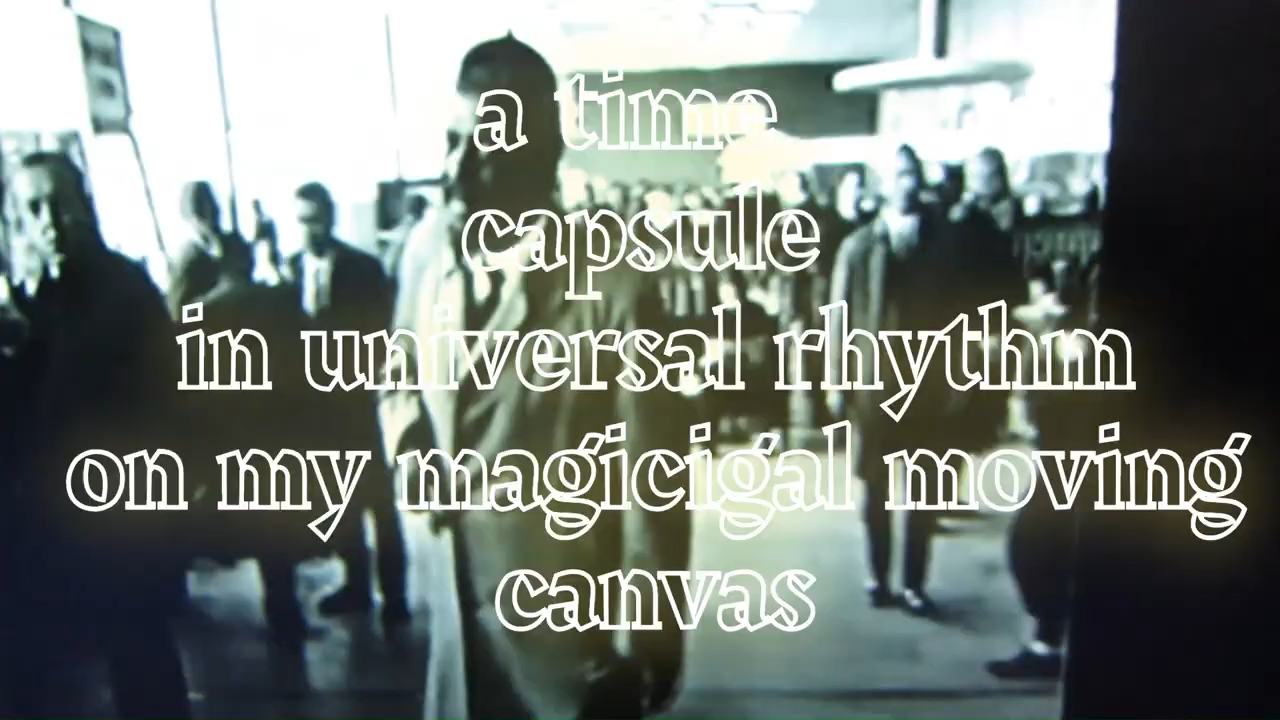 a time
capsule
in universal rhythm
on my magicigal moving
canvas